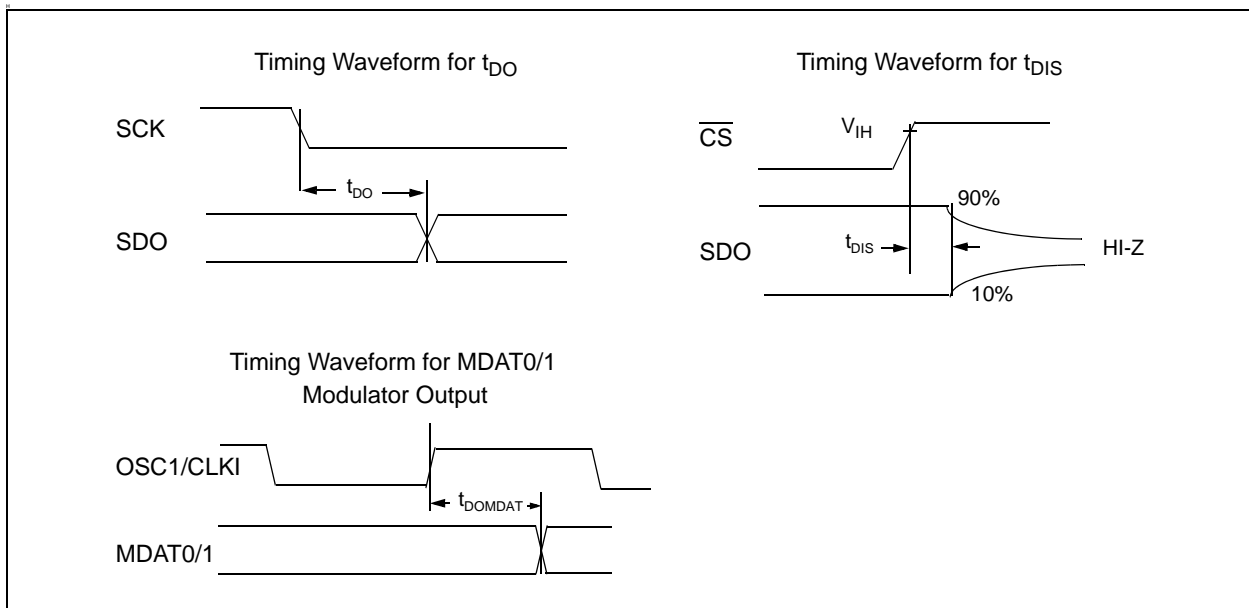 Timing Waveform for tDO
SCK
tDO
SDO
Timing Waveform for tDIS
CS
VIH
90%
tDIS
SDO
HI-Z
10%
Timing Waveform for MDAT0/1
Modulator Output
OSC1/CLKI
tDOMDAT
MDAT0/1